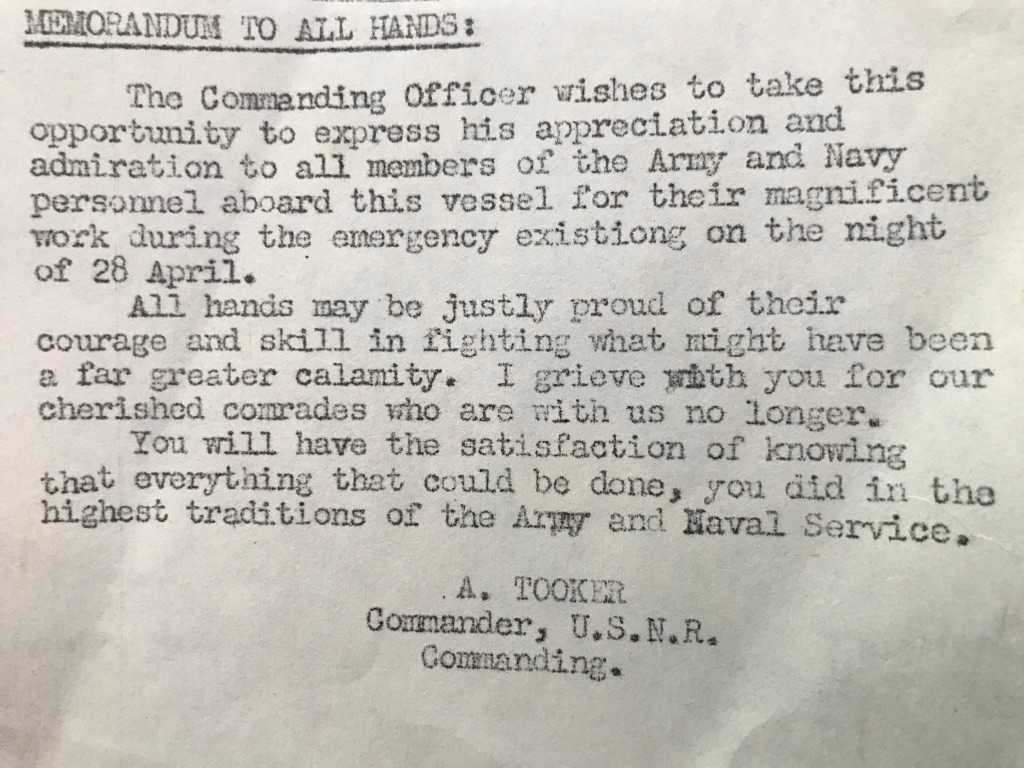 MEMORANDUM TO ALL HANDS:
The Commanding Officer wishes to take this
opportunity to express his appreciation and
admiration to all members of the Army and Navy
personnel aboard this vessel for their magnificent
work during the emergency existiong on the night
of 28 April.
All hands may be justly proud of their
courage and skill in fighting what might have been
a far greater calamity. I grieve with you for our
cherished comrades who are with us no longer.
You will have the satisfaction of knowing
that everything that could be done, you did in the
highest traditions of the Army and Naval Service.
A. TOOKER
Commander, U.S.N.R.
Commanding.